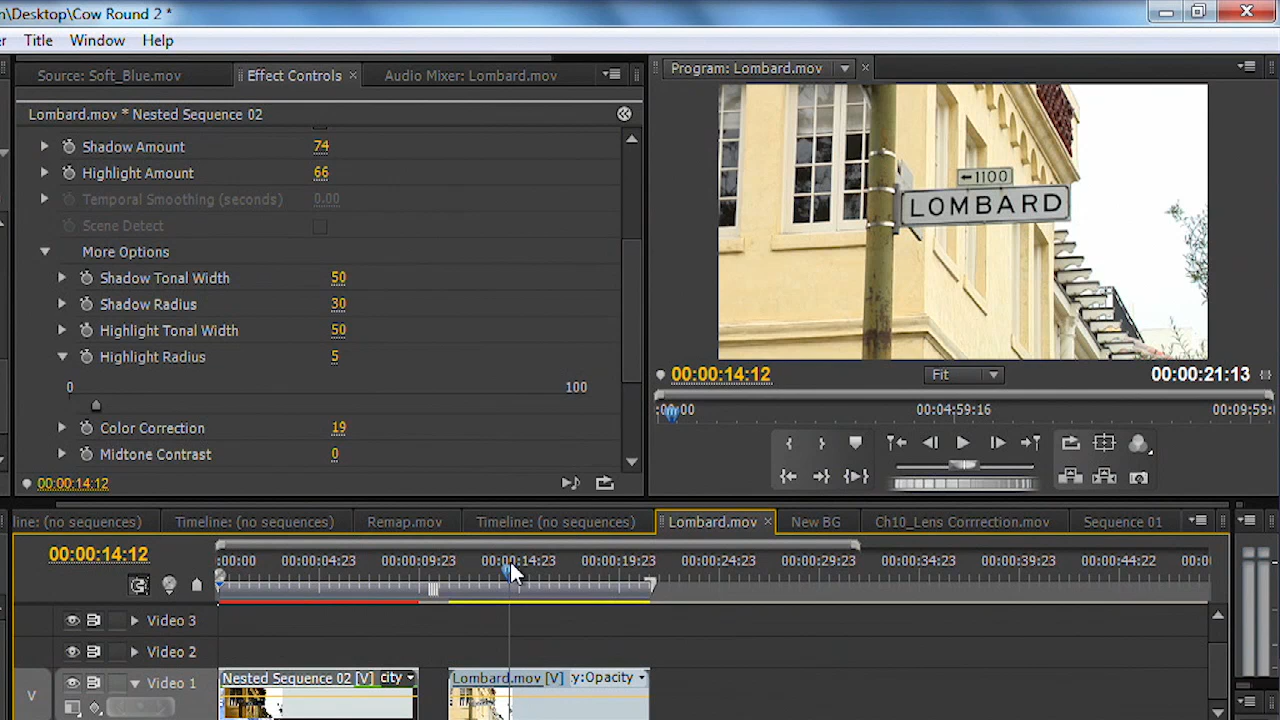 n\Desktop\Cow Round 2 *
er Title Window Help
Source: Soft_Blue.mov Effect Controls × Audio Mixer: Lombard.mov
Program: Lombard.mov
Lombard.mov * Nested Sequence 02
Shadow Amount 74
Highlight Amount 66
Temporal Smoothing (seconds) 0.00
Scene Detect
More Options
Shadow Tonal Width 50
Shadow Radius 30
Highlight Tonal Width 50
Highlight Radius 5
0 100
Color Correction 19
Midtone Contrast 0
00:00:14:12
←1100
LOMBARD
00:00:14:12 Fit 00:00:21:13
:00:00 00:04:59:16 00:09:59:
line: (no sequences) Timeline: (no sequences) Remap.mov Timeline: (no sequences) Lombard.mov × New BG Ch10_Lens Corrrection.mov Sequence 01
00:00:14:12
:00:00 00:00:04:23 00:00:09:23 00:00:14:23 00:00:19:23 00:00:24:23 00:00:29:23 00:00:34:23 00:00:39:23 00:00:44:22 00:0
Video 3
Video 2
V Video 1
Nested Sequence 02 [V] city
Lombard.mov [V] y:Opacity